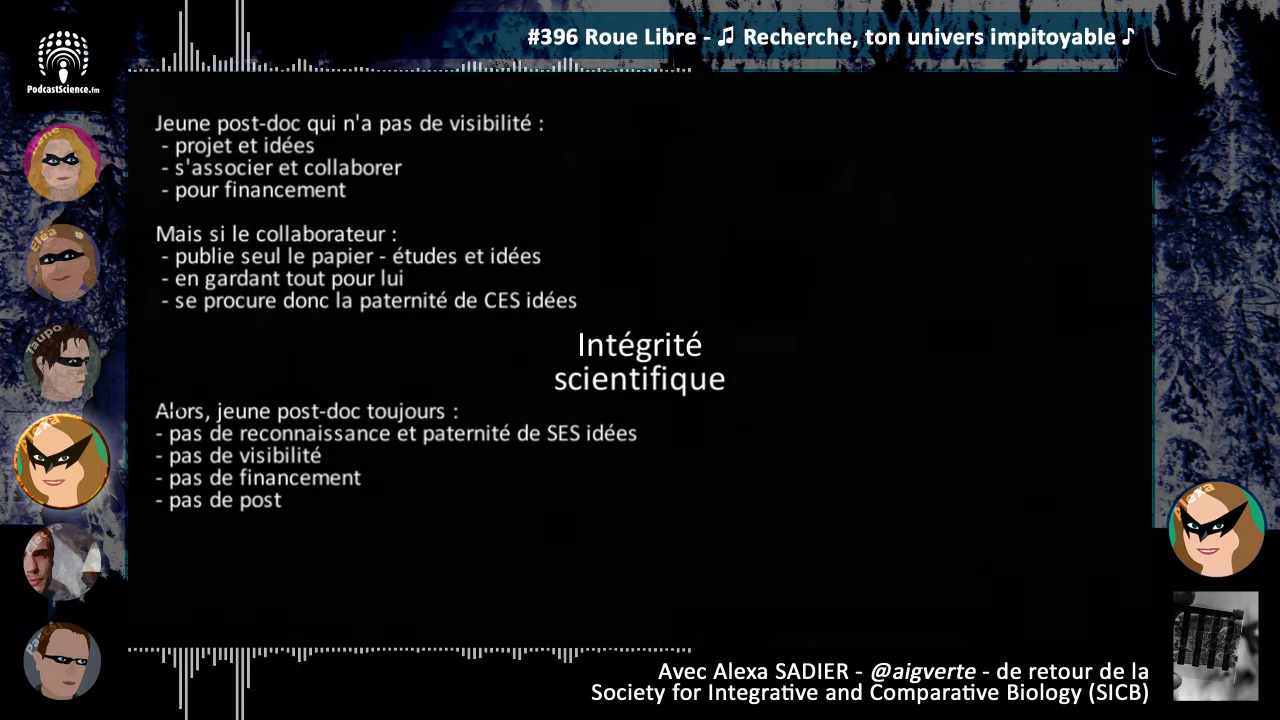 #396 Roue Libre - ♫ Recherche, ton univers impitoyable ♪
PodcastScience.fm
Jeune post-doc qui n'a pas de visibilité :
- projet et idées
- s'associer et collaborer
- pour financement
Mais si le collaborateur :
- publie seul le papier - études et idées
- en gardant tout pour lui
- se procure donc la paternité de CES idées
Intégrité
scientifique
Alors, jeune post-doc toujours :
- pas de reconnaissance et paternité de SES idées
- pas de visibilité
- pas de financement
- pas de post
Eléa
Taupo
Alexa
Alexa
Avec Alexa SADIER - @aigverte - de retour de la
Society for Integrative and Comparative Biology (SICB)